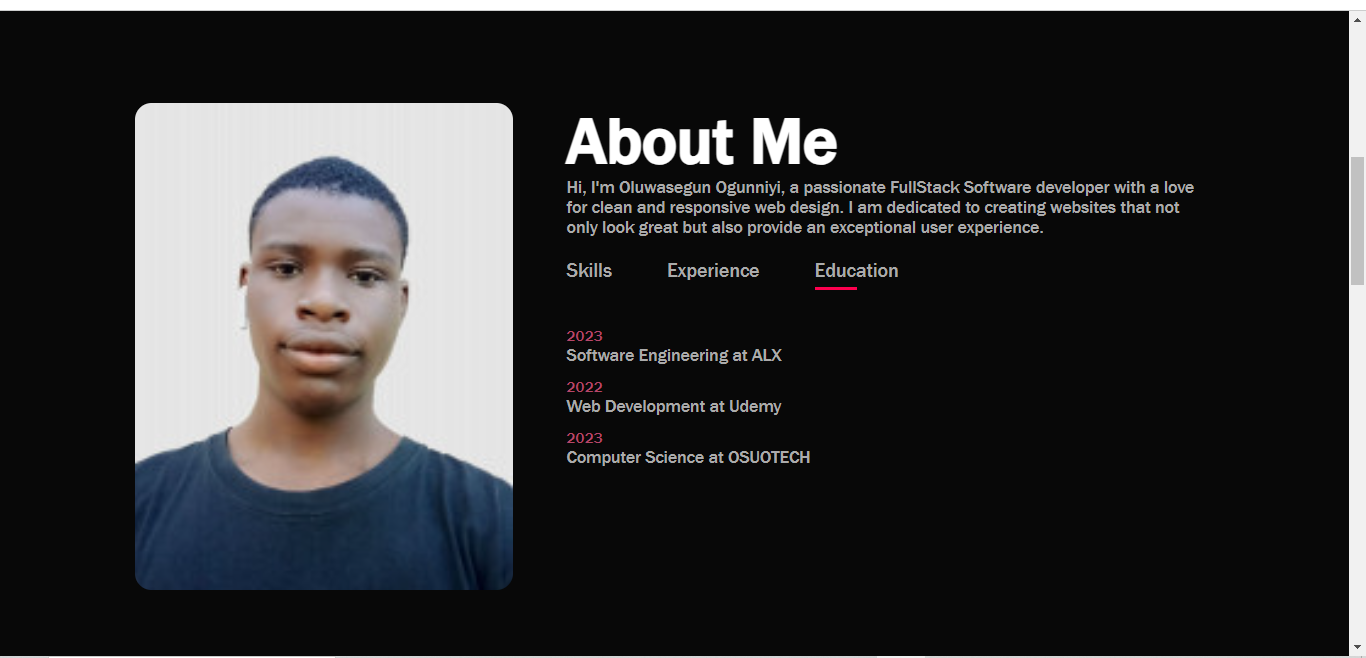 About Me
Hi, I'm Oluwasegun Ogunniyi, a passionate FullStack Software developer with a love
for clean and responsive web design. I am dedicated to creating websites that not
only look great but also provide an exceptional user experience.
Skills Experience Education
2023
Software Engineering at ALX
2022
Web Development at Udemy
2023
Computer Science at OSUOTECH